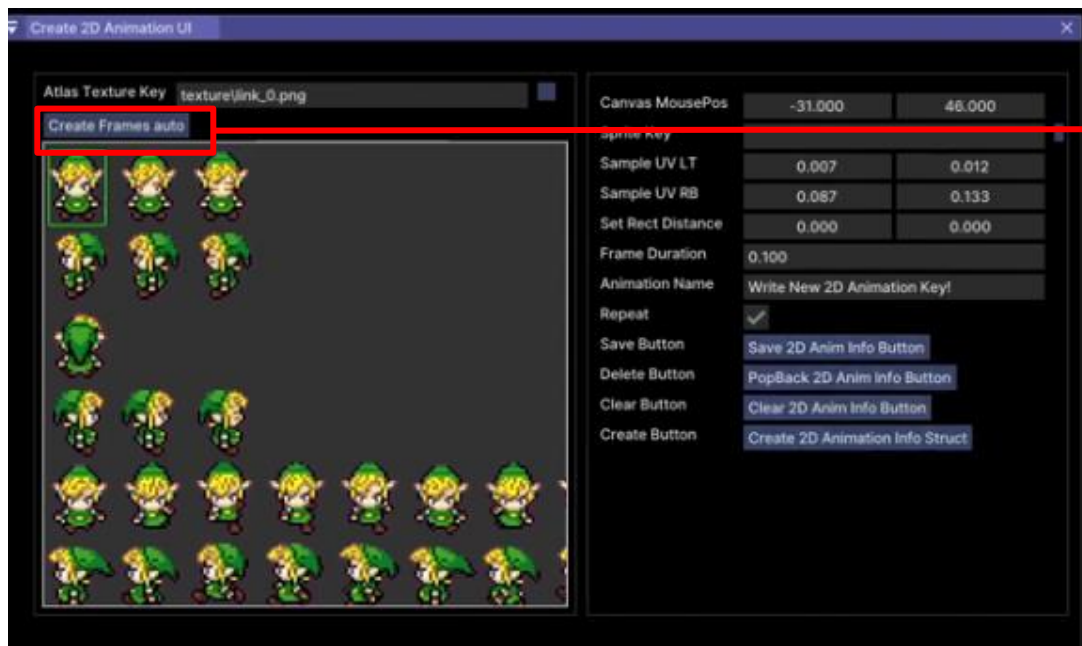 Create 2D Animation UI
Atlas Texture Key texture\link_0.png
Create Frames auto
Canvas MousePos -31.000 46.000
Sprite Key
Sample UV LT 0.007 0.012
Sample UV RB 0.087 0.133
Set Rect Distance 0.000 0.000
Frame Duration 0.100
Animation Name Write New 2D Animation Key!
Repeat
Save Button Save 2D Anim Info Button
Delete Button PopBack 2D Anim Info Button
Clear Button Clear 2D Anim Info Button
Create Button Create 2D Animation Info Struct